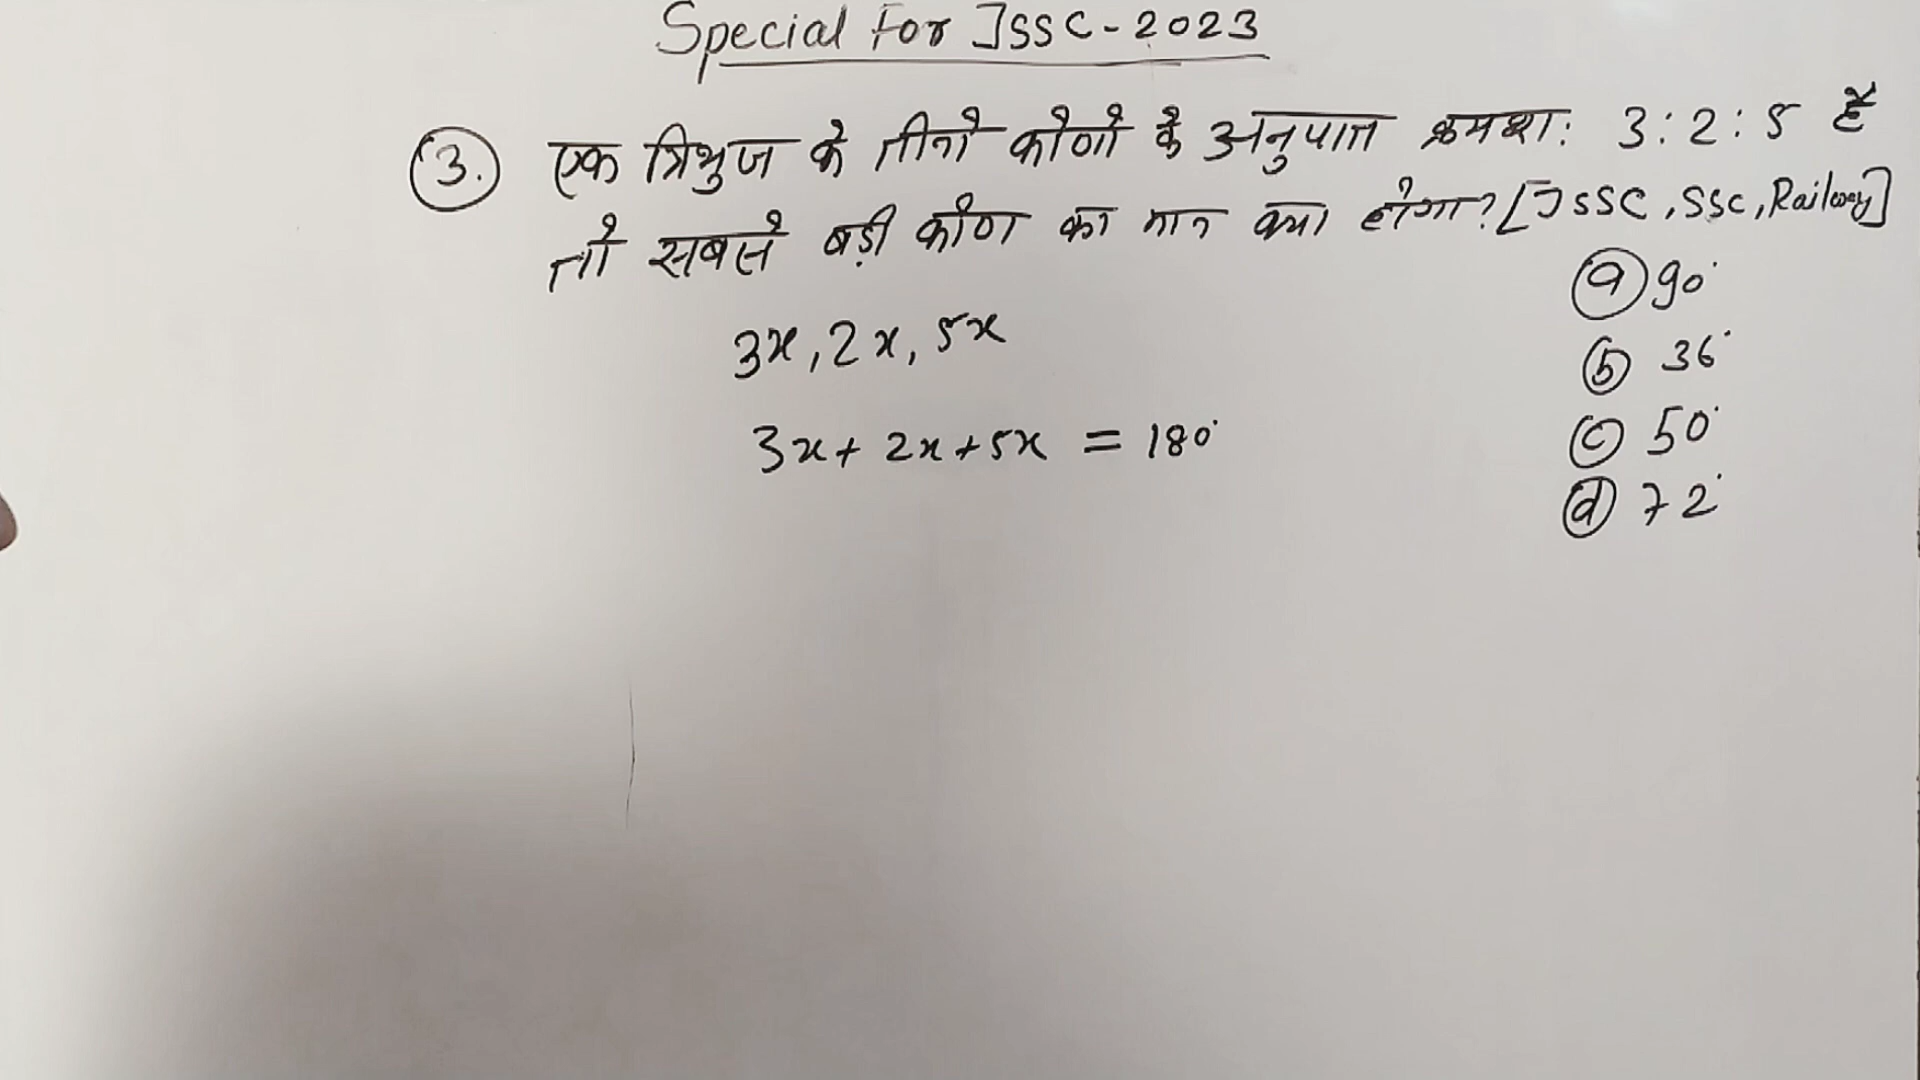 Special For JSSC-2023
3. एक त्रिभुज के तीनो कोणो के अनुपात क्रमशः 3:2:5 है
तो सबसे बड़ी कोण का मान क्या होगा? [JSSC, SSC, Railway]
(a) 90°
3x, 2x, 5x
(b) 36°
3x + 2x + 5x = 180°
(c) 50°
(d) 72°